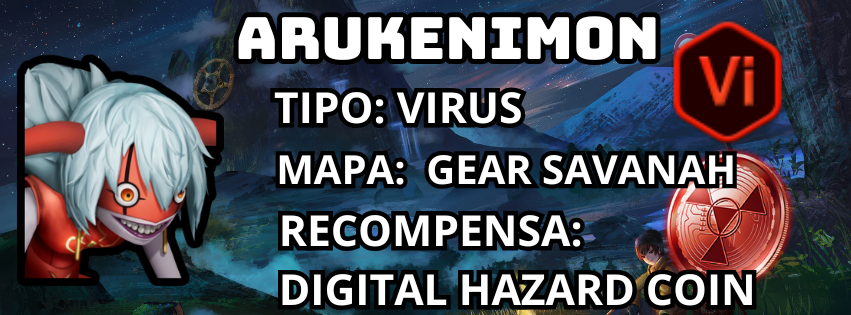 ARUKENIMON
Vi
TIPO: VIRUS
MAPA: GEAR SAVANAH
RECOMPENSA:
DIGITAL HAZARD COIN